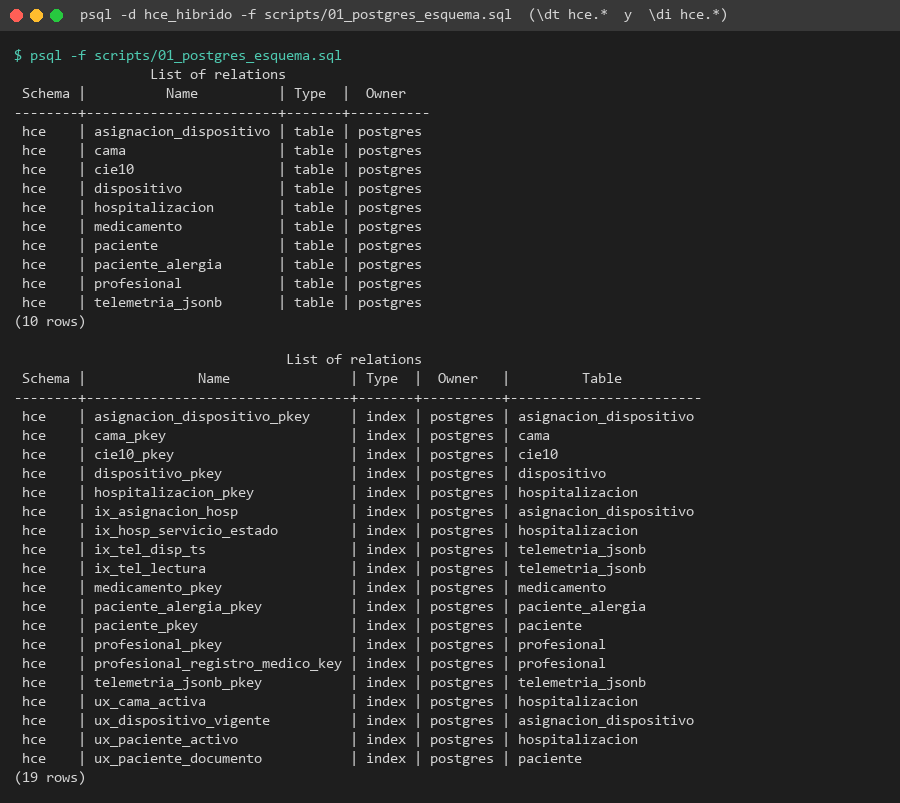 psql -d hce_hibrido -f scripts/01_postgres_esquema.sql  (\dt hce.*  y  \di hce.*)
$ psql -f scripts/01_postgres_esquema.sql
                 List of relations
 Schema |          Name          | Type  |  Owner
--------+------------------------+-------+----------
 hce    | asignacion_dispositivo | table | postgres
 hce    | cama                   | table | postgres
 hce    | cie10                  | table | postgres
 hce    | dispositivo            | table | postgres
 hce    | hospitalizacion        | table | postgres
 hce    | medicamento            | table | postgres
 hce    | paciente               | table | postgres
 hce    | paciente_alergia       | table | postgres
 hce    | profesional            | table | postgres
 hce    | telemetria_jsonb       | table | postgres
(10 rows)
                                  List of relations
 Schema |              Name               | Type  |  Owner   |         Table
--------+---------------------------------+-------+----------+------------------------
 hce    | asignacion_dispositivo_pkey     | index | postgres | asignacion_dispositivo
 hce    | cama_pkey                       | index | postgres | cama
 hce    | cie10_pkey                      | index | postgres | cie10
 hce    | dispositivo_pkey                | index | postgres | dispositivo
 hce    | hospitalizacion_pkey            | index | postgres | hospitalizacion
 hce    | ix_asignacion_hosp              | index | postgres | asignacion_dispositivo
 hce    | ix_hosp_servicio_estado         | index | postgres | hospitalizacion
 hce    | ix_tel_disp_ts                  | index | postgres | telemetria_jsonb
 hce    | ix_tel_lectura                  | index | postgres | telemetria_jsonb
 hce    | medicamento_pkey                | index | postgres | medicamento
 hce    | paciente_alergia_pkey           | index | postgres | paciente_alergia
 hce    | paciente_pkey                   | index | postgres | paciente
 hce    | profesional_pkey                | index | postgres | profesional
 hce    | profesional_registro_medico_key | index | postgres | profesional
 hce    | telemetria_jsonb_pkey           | index | postgres | telemetria_jsonb
 hce    | ux_cama_activa                  | index | postgres | hospitalizacion
 hce    | ux_dispositivo_vigente          | index | postgres | asignacion_dispositivo
 hce    | ux_paciente_activo              | index | postgres | hospitalizacion
 hce    | ux_paciente_documento           | index | postgres | paciente
(19 rows)